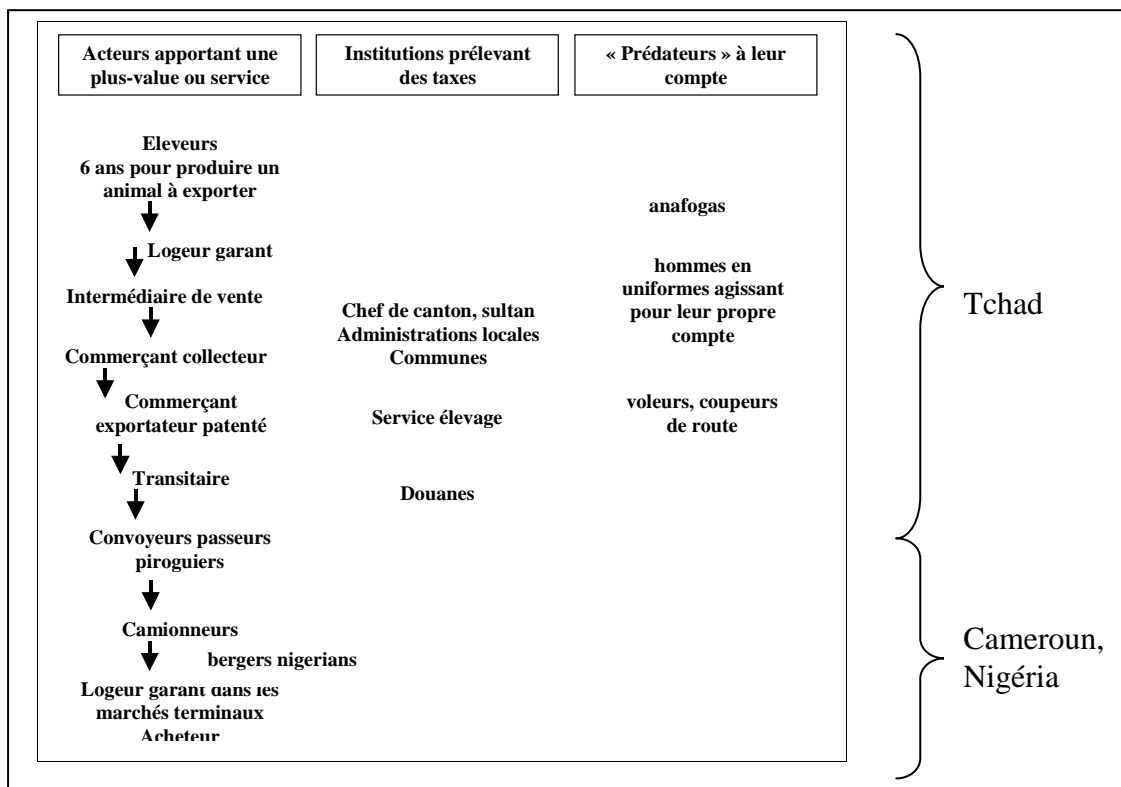 Acteurs apportant une
plus-value ou service
Institutions prélevant
des taxes
« Prédateurs » à leur
compte
Eleveurs
6 ans pour produire un
animal à exporter
Logeur garant
Intermédiaire de vente
Commerçant collecteur
Commerçant
exportateur patenté
Transitaire
Convoyeurs passeurs
piroguiers
Camionneurs
bergers nigerians
Logeur garant dans les
marchés terminaux
Acheteur
Chef de canton, sultan
Administrations locales
Communes
Service élevage
Douanes
anafogas
hommes en
uniformes agissant
pour leur propre
compte
voleurs, coupeurs
de route
Tchad
Cameroun,
Nigéria